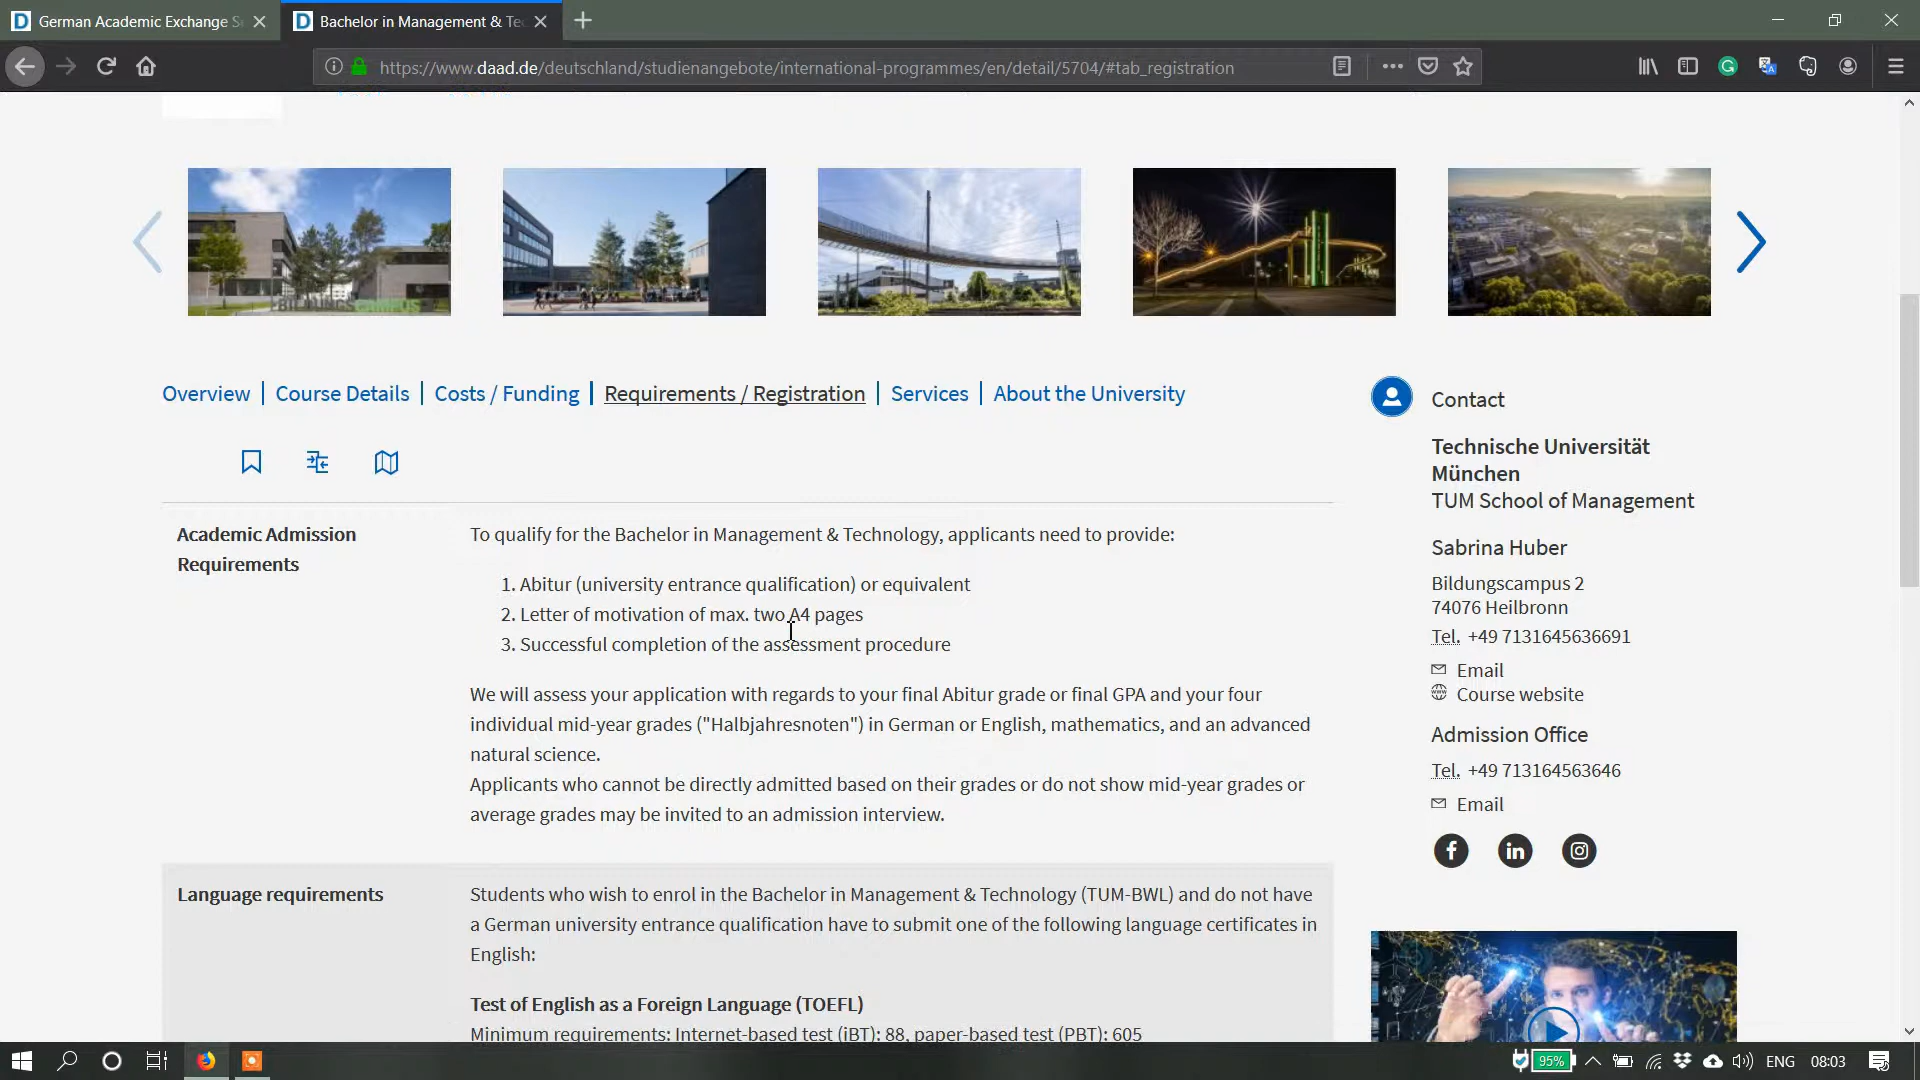 German Academic Exchange S
Bachelor in Management & Tec
https://www.daad.de/deutschland/studienangebote/international-programmes/en/detail/5704/#tab_registration
Overview | Course Details | Costs / Funding | Requirements / Registration | Services | About the University
Academic Admission
Requirements
To qualify for the Bachelor in Management & Technology, applicants need to provide:
1. Abitur (university entrance qualification) or equivalent
2. Letter of motivation of max. two A4 pages
3. Successful completion of the assessment procedure
We will assess your application with regards to your final Abitur grade or final GPA and your four
individual mid-year grades ("Halbjahresnoten") in German or English, mathematics, and an advanced
natural science.
Applicants who cannot be directly admitted based on their grades or do not show mid-year grades or
average grades may be invited to an admission interview.
Language requirements
Students who wish to enrol in the Bachelor in Management & Technology (TUM-BWL) and do not have
a German university entrance qualification have to submit one of the following language certificates in
English:
Test of English as a Foreign Language (TOEFL)
Minimum requirements: Internet-based test (iBT): 88, paper-based test (PBT): 605
Contact
Technische Universität
München
TUM School of Management
Sabrina Huber
Bildungscampus 2
74076 Heilbronn
Tel. +49 7131645636691
Email
Course website
Admission Office
Tel. +49 713164563646
Email
95%
ENG
08:03